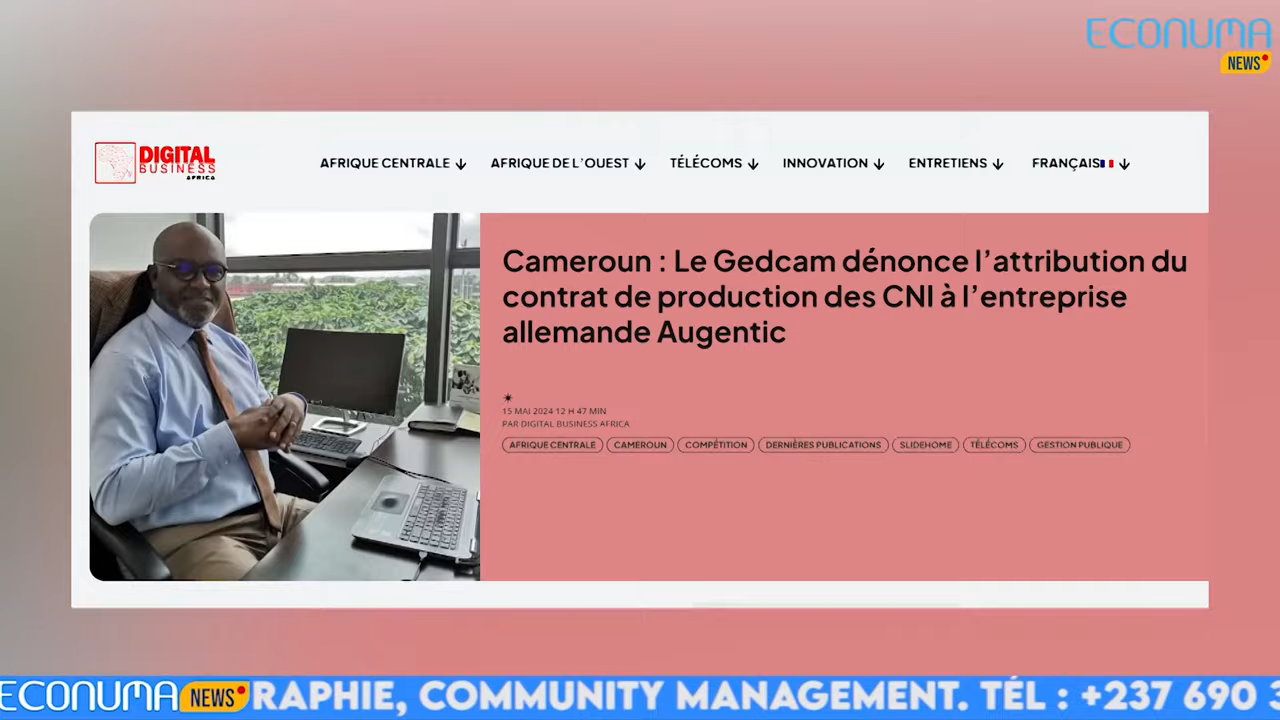 ECONUMA
NEWS
DIGITAL
BUSINESS
AFRICA
AFRIQUE CENTRALE AFRIQUE DE L'OUEST TÉLÉCOMS INNOVATION ENTRETIENS FRANÇAIS
Cameroun : Le Gedcam dénonce l'attribution du
contrat de production des CNI à l'entreprise
allemande Augentic
15 MAI 2024 12 H 47 MIN
PAR DIGITAL BUSINESS AFRICA
AFRIQUE CENTRALE CAMEROUN COMPÉTITION DERNIÈRES PUBLICATIONS SLIDEHOME TÉLÉCOMS GESTION PUBLIQUE
ECONUMA NEWS RAPHIE, COMMUNITY MANAGEMENT. TÉL : +237 690 3